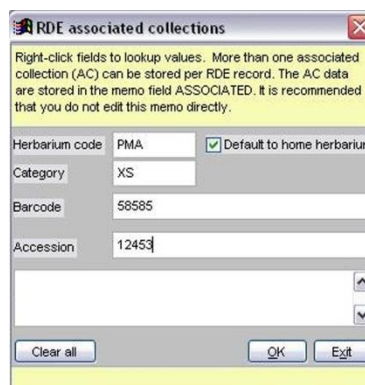 RDE associated collections
Right-click fields to lookup values. More than one associated
collection (AC) can be stored per RDE record. The AC data
are stored in the memo field ASSOCIATED. It is recommended
that you do not edit this memo directly.
Herbarium code PMA Default to home herbarium
Category XS
Barcode 58585
Accession 12453
Clear all OK Exit